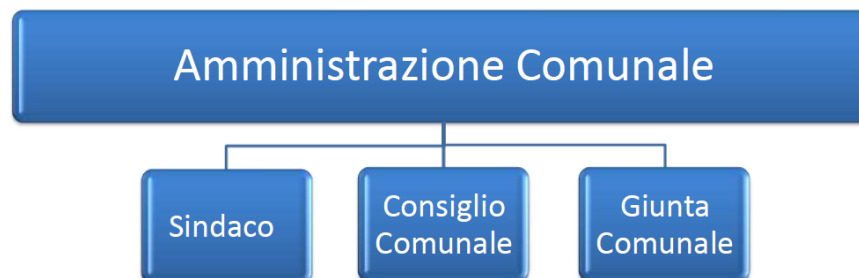 Amministrazione Comunale
Sindaco
Consiglio
Comunale
Giunta
Comunale